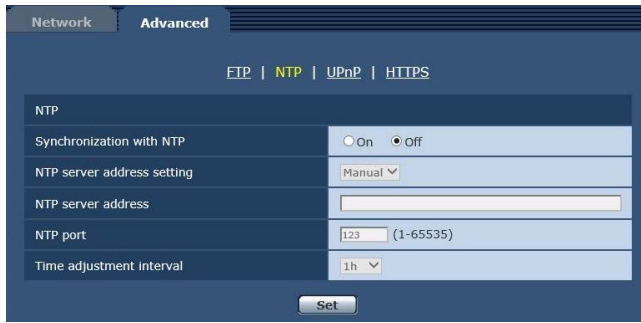 Network Advanced
FTP | NTP | UPnP | HTTPS
NTP
Synchronization with NTP On Off
NTP server address setting Manual
NTP server address
NTP port 123 (1-65535)
Time adjustment interval 1h
Set